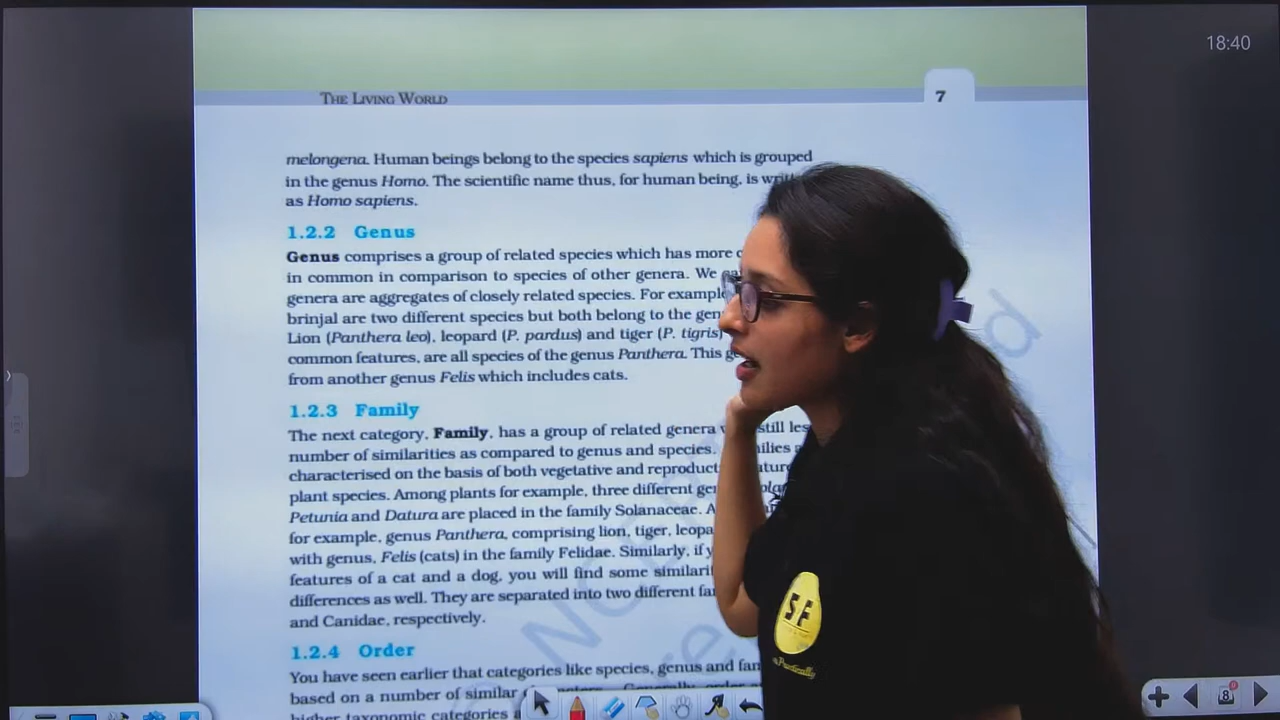 18:40
THE LIVING WORLD
7
melongena. Human beings belong to the species sapiens which is grouped
in the genus Homo. The scientific name thus, for human being, is
as Homo sapiens.
1.2.2 Genus
Genus comprises a group of related species which has more
in common in comparison to species of other genera. We
genera are aggregates of closely related species. For example
brinjal are two different species but both belong to the
Lion (Panthera leo), leopard (P. pardus) and tiger (P. tigris)
common features, are all species of the genus Panthera. This
from another genus Felis which includes cats.
1.2.3 Family
The next category, Family, has a group of related genera still
number of similarities as compared to genus and species.
characterised on the basis of both vegetative and
plant species. Among plants for example, three different
Petunia and Datura are placed in the family Solanaceae.
for example, genus Panthera, comprising lion, tiger,
with genus, Felis (cats) in the family Felidae. Similarly, if
features of a cat and a dog, you will find some
differences as well. They are separated into two different
and Canidae, respectively.
1.2.4 Order
You have seen earlier that categories like species, genus and
based on a number of similar
higher taxonomic categories
SF
Practically
8